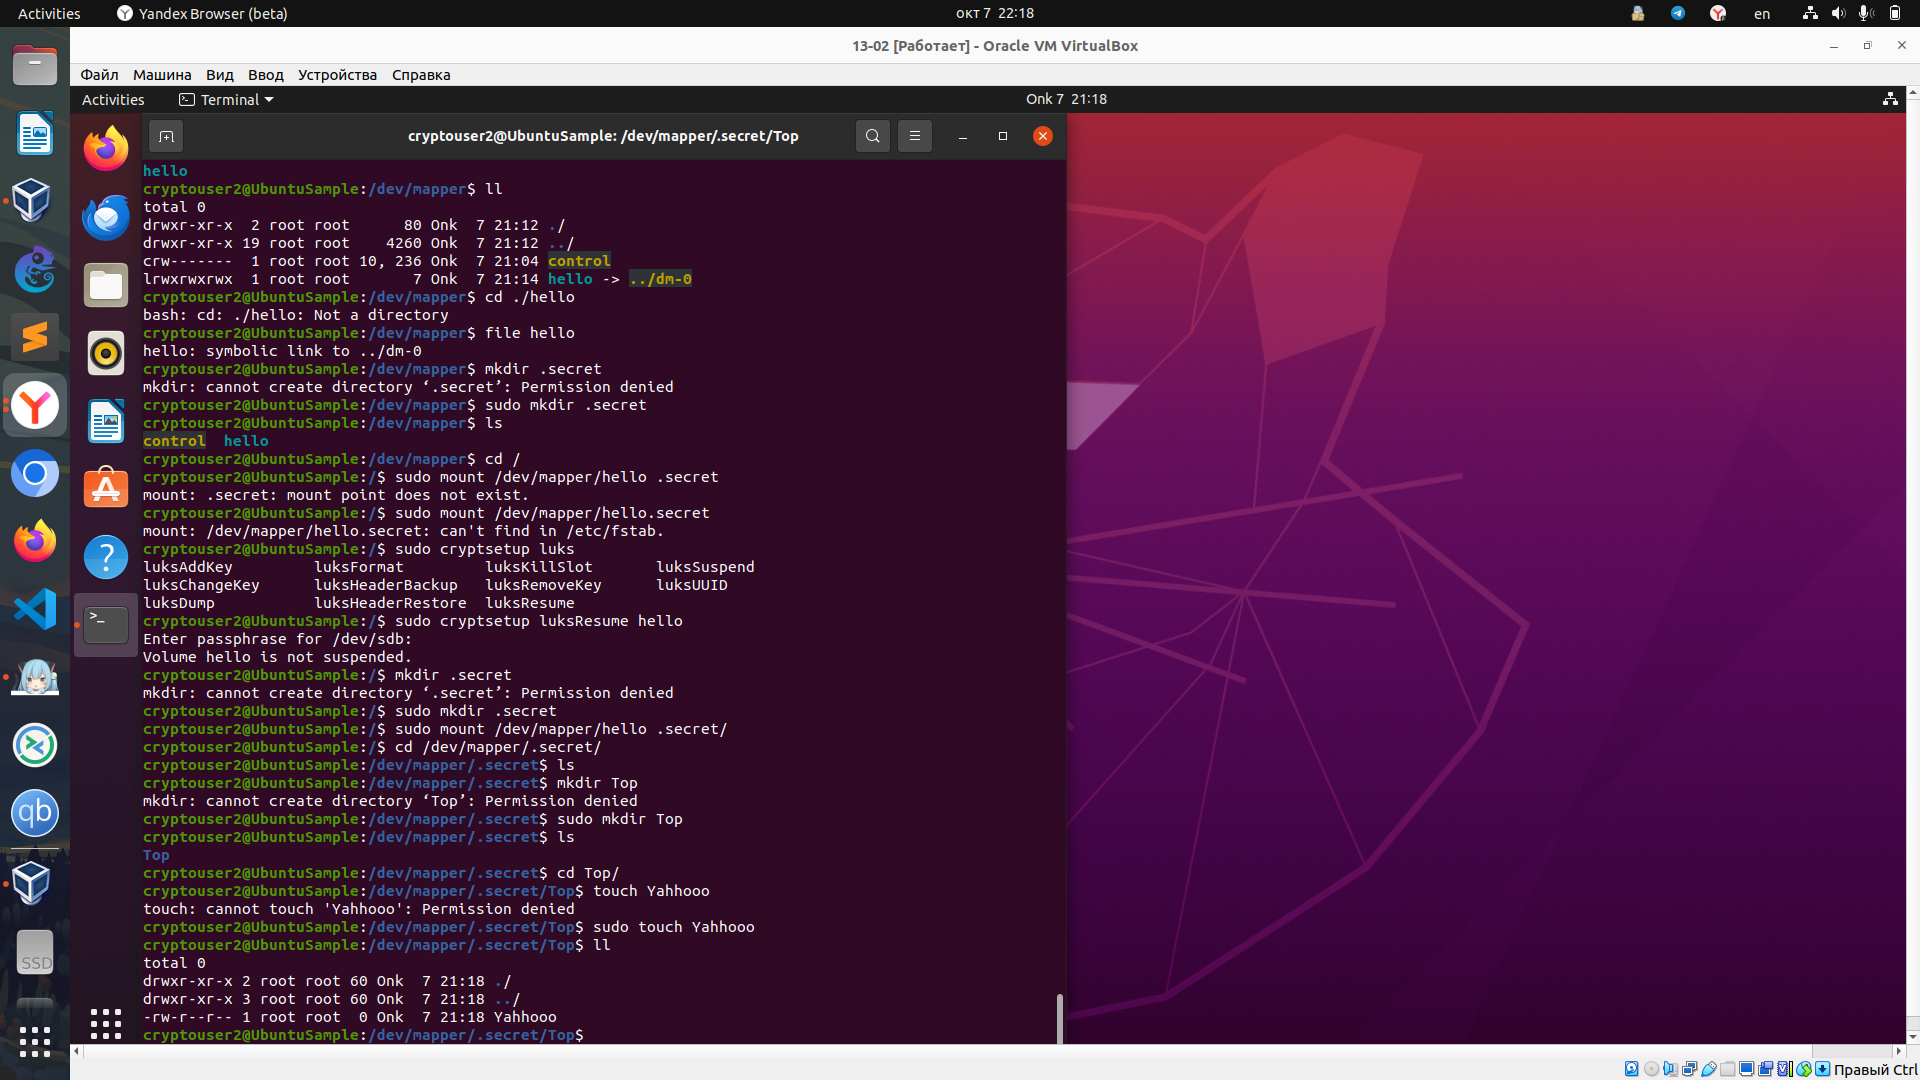 Activities
Yandex Browser (beta)
окт 7 22:18
en
13-02 [Работает] - Oracle VM VirtualBox
Файл Машина Вид Ввод Устройства Справка
Activities
Terminal
Onk 7 21:18
cryptouser2@UbuntuSample: /dev/mapper/.secret/Top
hello
cryptouser2@UbuntuSample:/dev/mapper$ ll
total 0
drwxr-xr-x  2 root root      80 Onk  7 21:12 ./
drwxr-xr-x 19 root root    4260 Onk  7 21:12 ../
crw-------  1 root root 10, 236 Onk  7 21:04 control
lrwxrwxrwx  1 root root       7 Onk  7 21:14 hello -> ../dm-0
cryptouser2@UbuntuSample:/dev/mapper$ cd ./hello
bash: cd: ./hello: Not a directory
cryptouser2@UbuntuSample:/dev/mapper$ file hello
hello: symbolic link to ../dm-0
cryptouser2@UbuntuSample:/dev/mapper$ mkdir .secret
mkdir: cannot create directory ‘.secret’: Permission denied
cryptouser2@UbuntuSample:/dev/mapper$ sudo mkdir .secret
cryptouser2@UbuntuSample:/dev/mapper$ ls
control  hello
cryptouser2@UbuntuSample:/dev/mapper$ cd /
cryptouser2@UbuntuSample:/$ sudo mount /dev/mapper/hello .secret
mount: .secret: mount point does not exist.
cryptouser2@UbuntuSample:/$ sudo mount /dev/mapper/hello.secret
mount: /dev/mapper/hello.secret: can't find in /etc/fstab.
cryptouser2@UbuntuSample:/$ sudo cryptsetup luks
luksAddKey         luksFormat         luksKillSlot       luksSuspend
luksChangeKey      luksHeaderBackup   luksRemoveKey      luksUUID
luksDump           luksHeaderRestore  luksResume
cryptouser2@UbuntuSample:/$ sudo cryptsetup luksResume hello
Enter passphrase for /dev/sdb:
Volume hello is not suspended.
cryptouser2@UbuntuSample:/$ mkdir .secret
mkdir: cannot create directory ‘.secret’: Permission denied
cryptouser2@UbuntuSample:/$ sudo mkdir .secret
cryptouser2@UbuntuSample:/$ sudo mount /dev/mapper/hello .secret/
cryptouser2@UbuntuSample:/$ cd /dev/mapper/.secret/
cryptouser2@UbuntuSample:/dev/mapper/.secret$ ls
cryptouser2@UbuntuSample:/dev/mapper/.secret$ mkdir Top
mkdir: cannot create directory ‘Top’: Permission denied
cryptouser2@UbuntuSample:/dev/mapper/.secret$ sudo mkdir Top
cryptouser2@UbuntuSample:/dev/mapper/.secret$ ls
Top
cryptouser2@UbuntuSample:/dev/mapper/.secret$ cd Top/
cryptouser2@UbuntuSample:/dev/mapper/.secret/Top$ touch Yahhooo
touch: cannot touch 'Yahhooo': Permission denied
cryptouser2@UbuntuSample:/dev/mapper/.secret/Top$ sudo touch Yahhooo
cryptouser2@UbuntuSample:/dev/mapper/.secret/Top$ ll
total 0
drwxr-xr-x 2 root root 60 Onk  7 21:18 ./
drwxr-xr-x 3 root root 60 Onk  7 21:18 ../
-rw-r--r-- 1 root root  0 Onk  7 21:18 Yahhooo
cryptouser2@UbuntuSample:/dev/mapper/.secret/Top$
qb
SSD
Правый Ctrl